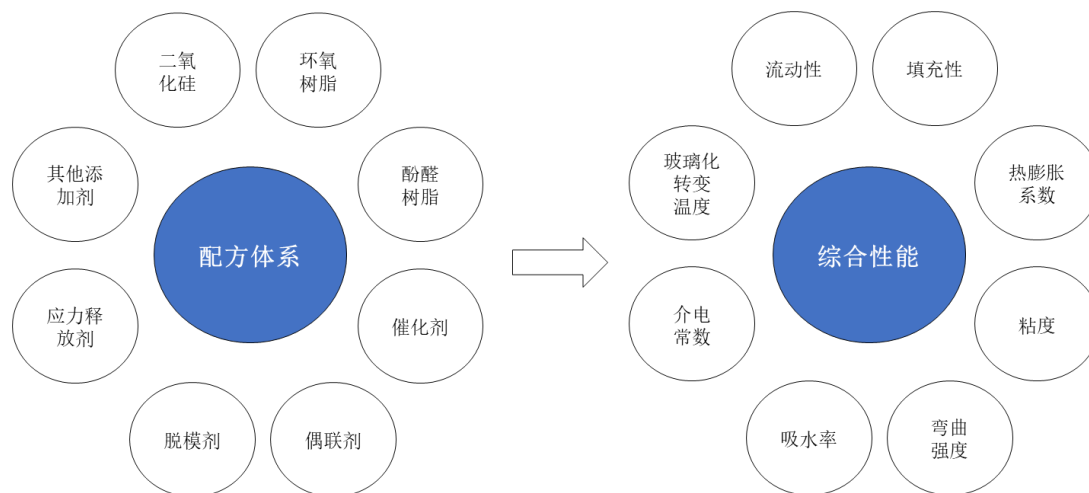 二氧
化硅
环氧
树脂
其他添
加剂
酚醛
树脂
配方体系
应力释
放剂
催化剂
脱模剂
偶联剂
流动性
填充性
玻璃化
转变
温度
热膨胀
系数
综合性能
介电
常数
粘度
吸水率
弯曲
强度